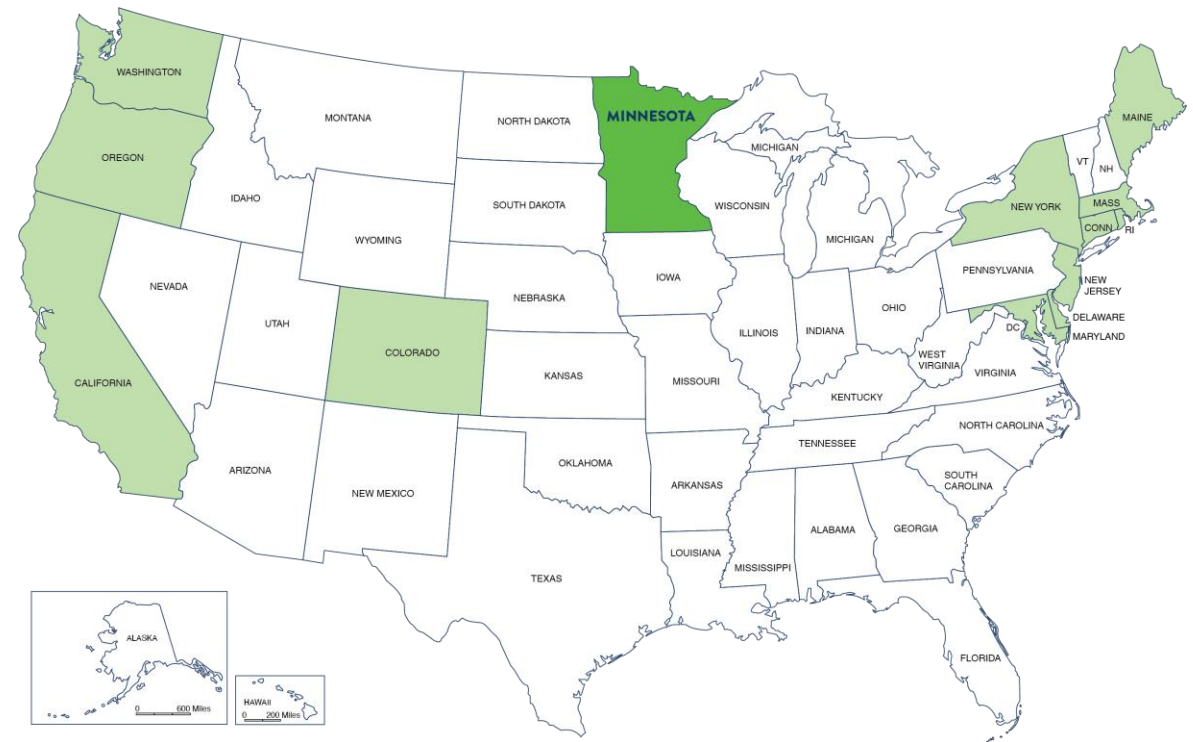 WASHINGTON
MONTANA
NORTH DAKOTA
MINNESOTA
MAINE
OREGON
IDAHO
SOUTH DAKOTA
MICHIGAN
WISCONSIN
MICHIGAN
VT
NH
NEW YORK
MASS
CONN
RI
WYOMING
NEVADA
UTAH
COLORADO
NEBRASKA
IOWA
ILLINOIS
INDIANA
OHIO
PENNSYLVANIA
NEW
JERSEY
DELAWARE
MARYLAND
DC
CALIFORNIA
KANSAS
MISSOURI
KENTUCKY
WEST
VIRGINIA
VIRGINIA
ARIZONA
NEW MEXICO
OKLAHOMA
ARKANSAS
TENNESSEE
NORTH CAROLINA
SOUTH
CAROLINA
TEXAS
LOUISIANA
MISSISSIPPI
ALABAMA
GEORGIA
FLORIDA
ALASKA
0 600 Miles
HAWAII
0 200 Miles